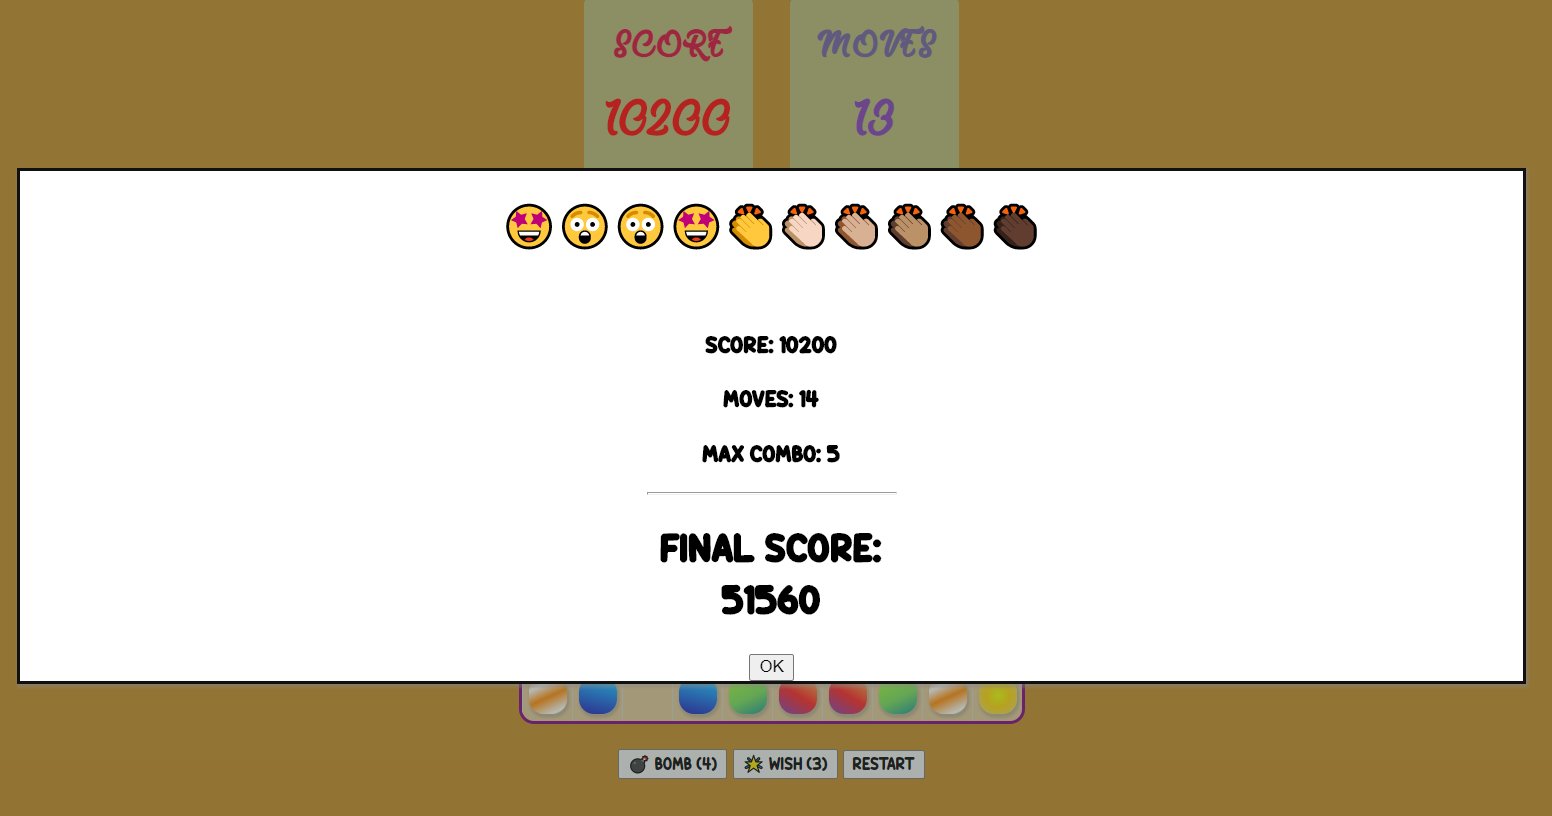 SCORE
10200
MOVES
13
SCORE: 10200
MOVES: 14
MAX COMBO: 5
FINAL SCORE:
51560
OK
BOMB (4)
WISH (3)
RESTART